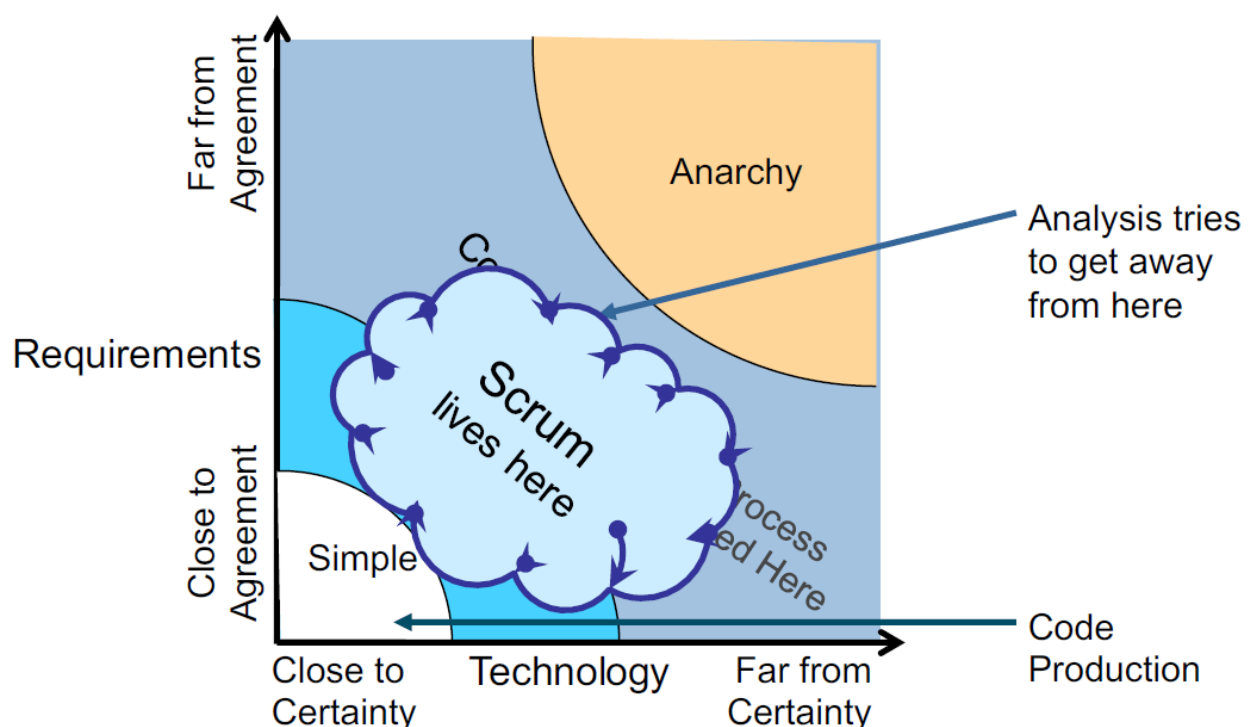 Far from
Agreement
Anarchy
Analysis tries
to get away
from here
Requirements
Scrum
lives here
Close to
Agreement
Simple
Here
Code
Production
Close to
Certainty
Technology
Far from
Certainty